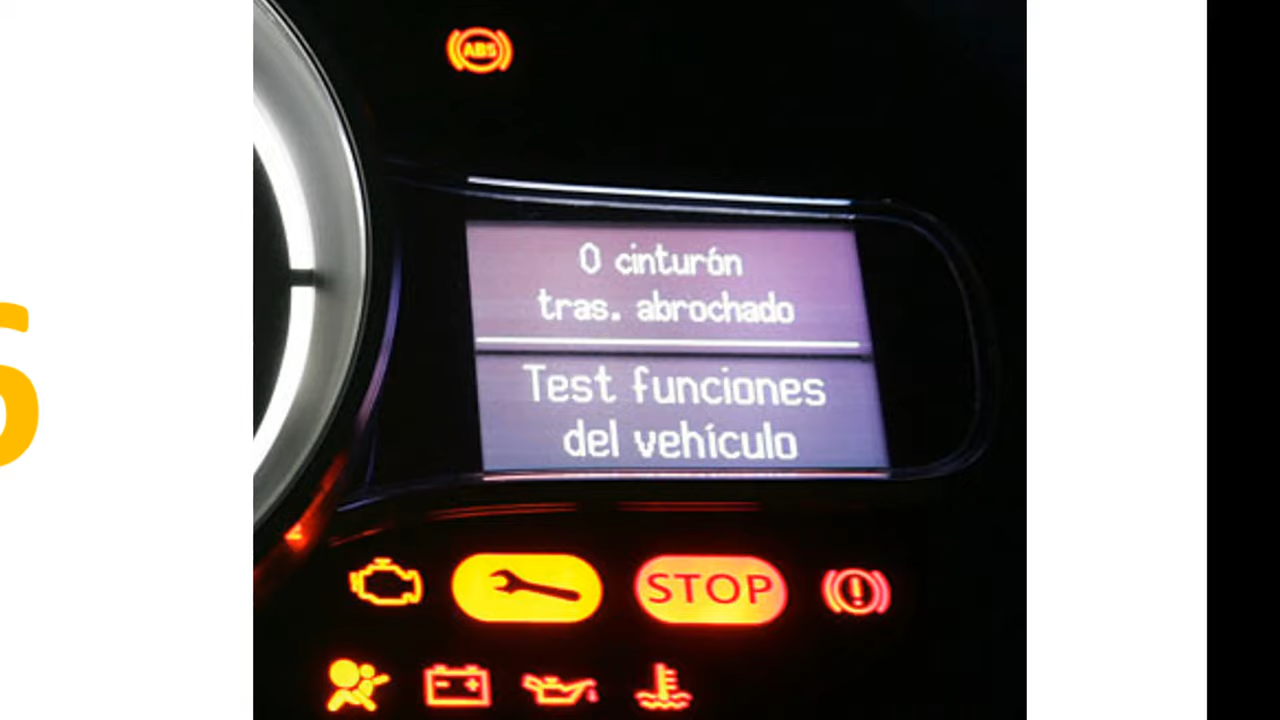 ABS
0 cinturón
tras. abrochado
Test funciones
del vehículo
STOP